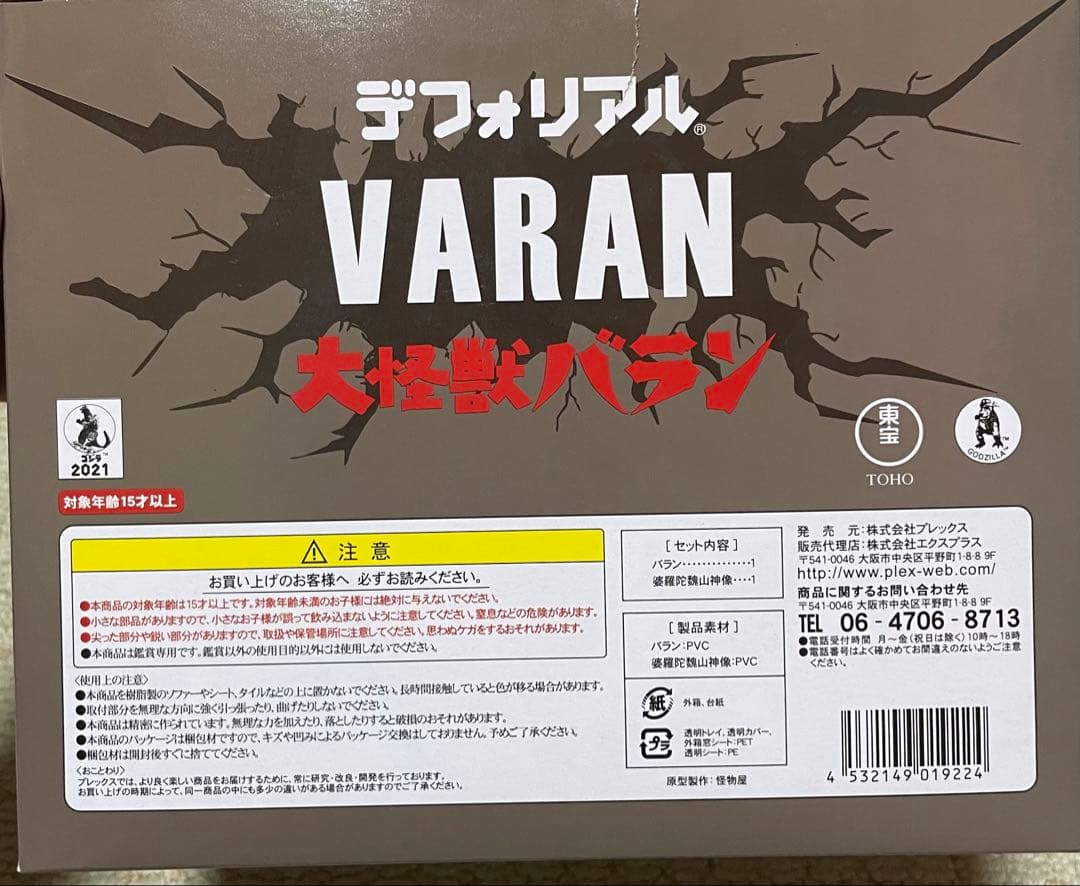 デフォリアル®
VARAN
大怪獣バラン
ゴジラ™
2021
東宝
TOHO
GODZILLA™
対象年齢15才以上
⚠注意
お買い上げのお客様へ 必ずお読みください。
●本商品の対象年齢は15才以上です。対象年齢未満のお子様には絶対に与えないでください。
●小さな部品がありますので、小さなお子様が誤って飲み込まないように注意してください。窒息などの危険があります。
●尖った部分や鋭い部分がありますので、取扱や保管場所に注意してください。思わぬケガをするおそれがあります。
●本商品は鑑賞専用です。鑑賞以外の使用目的以外には使用しないでください。
〈使用上の注意〉
●本商品を樹脂製のソファーやシート、タイルなどの上に置かないでください。長時間接触していると色が移る場合があります。
●取付部分を無理な方向に強く引っ張ったり、曲げたりしないでください。
●本商品は精密に作られています。無理な力を加えたり、落としたりすると破損のおそれがあります。
●本商品のパッケージは梱包材ですので、キズや凹みによるパッケージ交換はしておりません。予めご了承ください。
●梱包材は開封後すぐに捨ててください。
〈おことわり〉
プレックスでは、より良く楽しい商品をお届けするために、常に研究・改良・開発を行っております。
お買い上げの時期によって、同一商品の中にも多少の違いがある場合がありますのでご了承ください。
[セット内容]
バラン……………1
婆羅陀魏山神像‥‥1
[製品素材]
バラン:PVC
婆羅陀魏山神像:PVC
紙 外箱、台紙
プラ 透明トレイ、透明カバー、
外箱窓シート:PET
透明シート:PE
原型製作:怪物屋
発売元:株式会社プレックス
販売代理店:株式会社エクスプラス
〒541-0046 大阪市中央区平野町1-8-8 9F
http://www.plex-web.com/
商品に関するお問い合わせ先
〒541-0046 大阪市中央区平野町1-8-8 9F
TEL 06-4706-8713
●電話受付時間 月〜金(祝日は除く)10時〜18時
●電話番号はよく確かめてお間違えのないようご注意
ください。
4 532149 019224